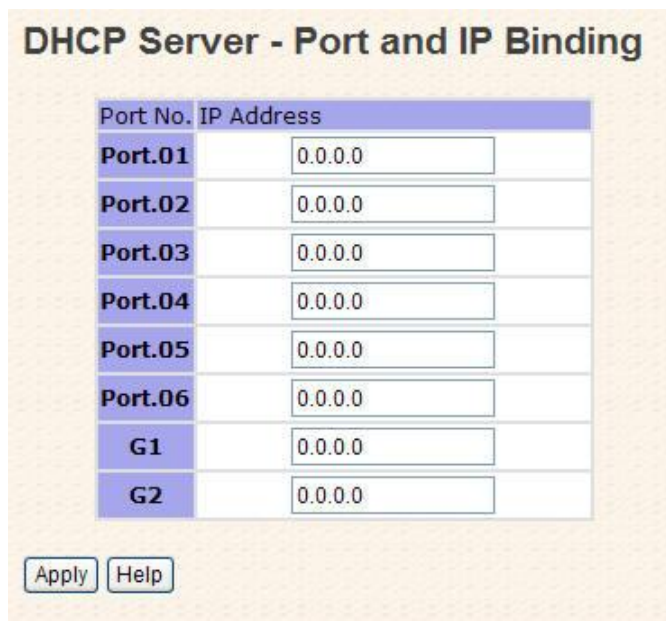 DHCP Server - Port and IP Binding
Port No. IP Address
Port.01 0.0.0.0
Port.02 0.0.0.0
Port.03 0.0.0.0
Port.04 0.0.0.0
Port.05 0.0.0.0
Port.06 0.0.0.0
G1 0.0.0.0
G2 0.0.0.0
Apply Help